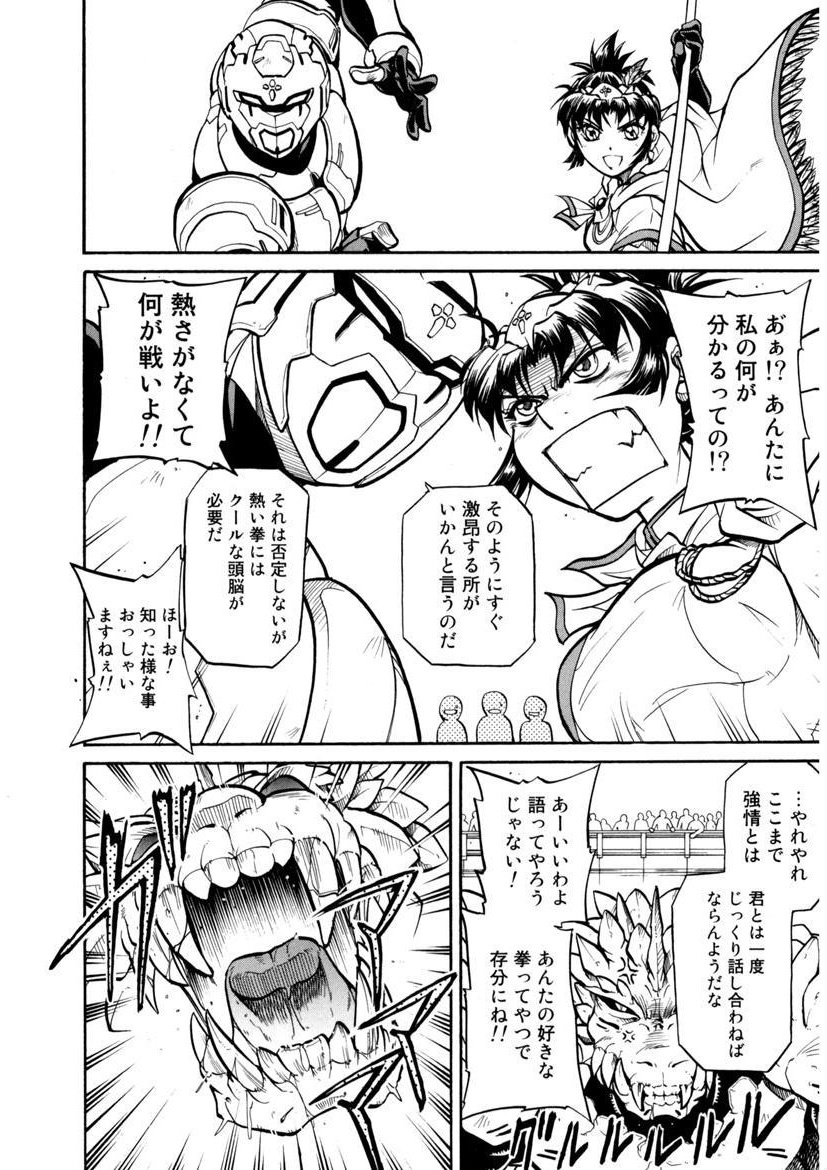 あ゙ぁ!?あんたに
私の何が
分かるっての!?
そのようにすぐ
激昂する所が
いかんと言うのだ
熱さがなくて
何が戦いよ!!
それは否定しないが
熱い拳には
クールな頭脳が
必要だ
ほーお!
知った様な事
おっしゃい
ますねぇ!!
…やれやれ
ここまで
強情とは
君とは一度
じっくり話し合わねば
ならんようだな
あーいいわよ
語ってやろう
じゃない!
あんたの好きな
拳ってやつで
存分にね!!
グルルルルル